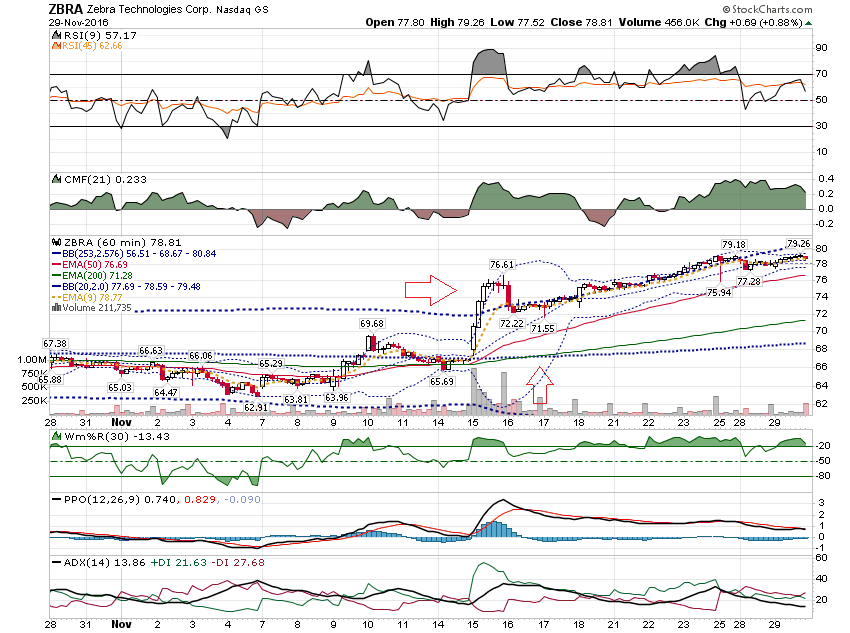 ZBRA Zebra Technologies Corp. Nasdaq GS © StockCharts.com
29-Nov-2016 Open 77.80 High 79.26 Low 77.52 Close 78.81 Volume 456.0K Chg +0.69 (+0.88%)
RSI(9) 57.17
RSI(45) 62.66
90
70
50
30
10
CMF(21) 0.233
0.4
0.2
0.0
-0.2
ZBRA (60 min) 78.81
BB(253,2.576) 56.51 - 68.67 - 80.84
EMA(50) 76.69
EMA(200) 71.28
BB(20,2.0) 77.69 - 78.59 - 79.48
EMA(9) 78.77
Volume 211,735
79.18
79.26
76.61
77.28
75.94
72.22
71.55
69.68
67.38
66.63
66.06
65.29
65.88
65.03
64.47
65.69
63.81
63.96
62.91
80
78
76
74
72
70
68
66
64
62
1.00M
750K
500K
250K
28 31 Nov 2 3 4 7 8 9 10 11 14 15 16 17 18 21 22 23 25 28 29
Wm%R(30) -13.43
-20
-50
-80
PPO(12,26,9) 0.740, 0.829, -0.090
3
2
1
0
-1
ADX(14) 13.86 +DI 21.63 -DI 27.68
60
40
20
28 31 Nov 2 3 4 7 8 9 10 11 14 15 16 17 18 21 22 23 25 28 29